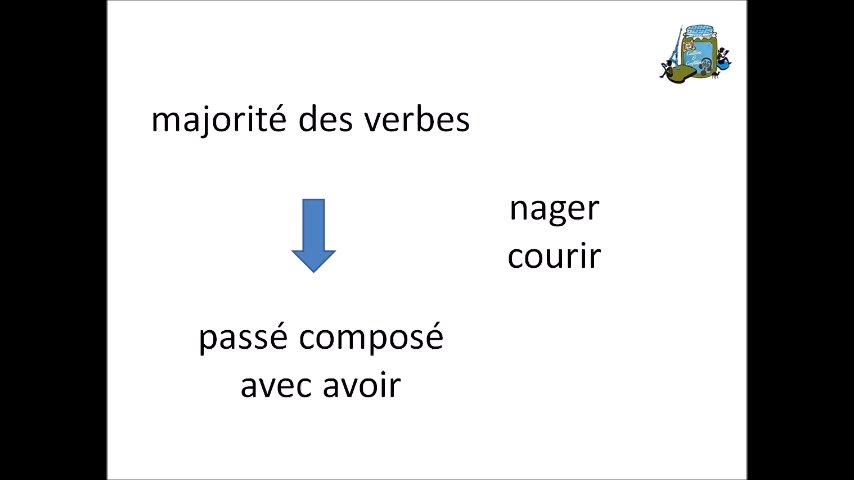 majorité des verbes
nager
courir
passé composé
avec avoir